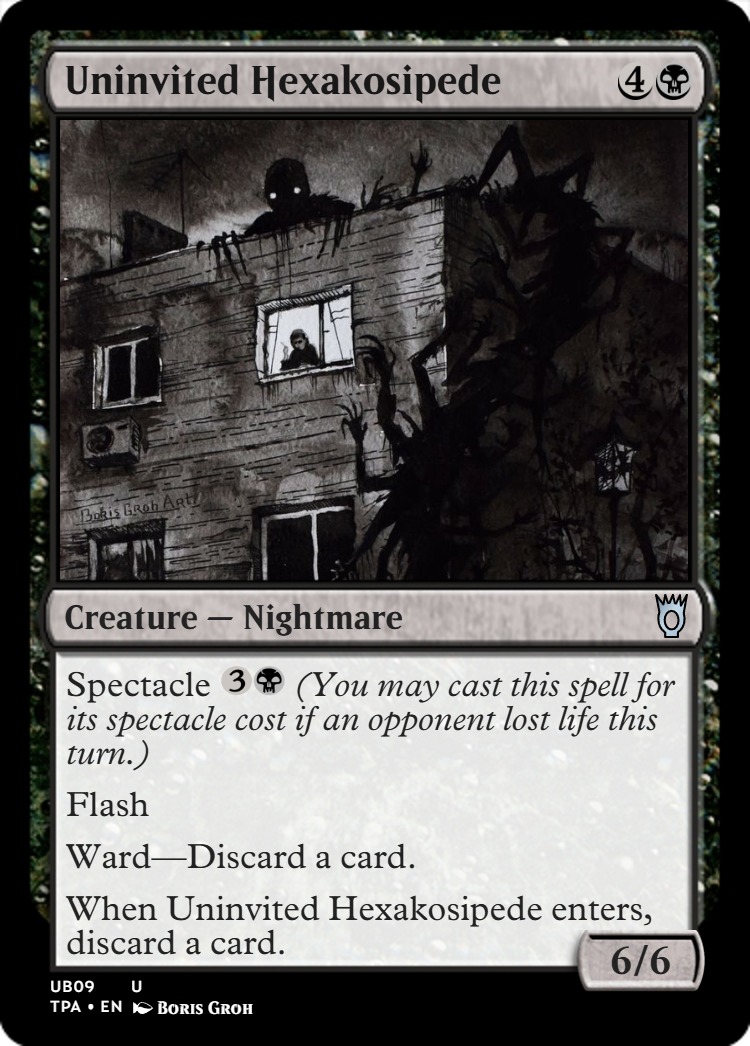 Uninvited Hexakosipede 4
Boris Groh Art
Creature — Nightmare
Spectacle 3 (You may cast this spell for
its spectacle cost if an opponent lost life this
turn.)
Flash
Ward—Discard a card.
When Uninvited Hexakosipede enters,
discard a card.
6/6
UB09 U
TPA • EN Boris Groh